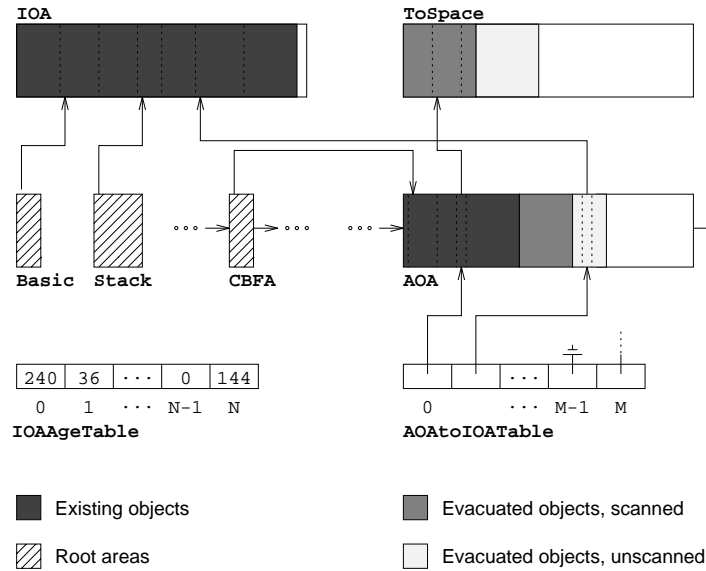 IOA ToSpace
Basic Stack CBFA AOA
240 36 ... 0 144 ...
0 1 ... N-1 N 0 ... M-1 M
IOAAgeTable AOAtoIOATable
Existing objects Evacuated objects, scanned
Root areas Evacuated objects, unscanned